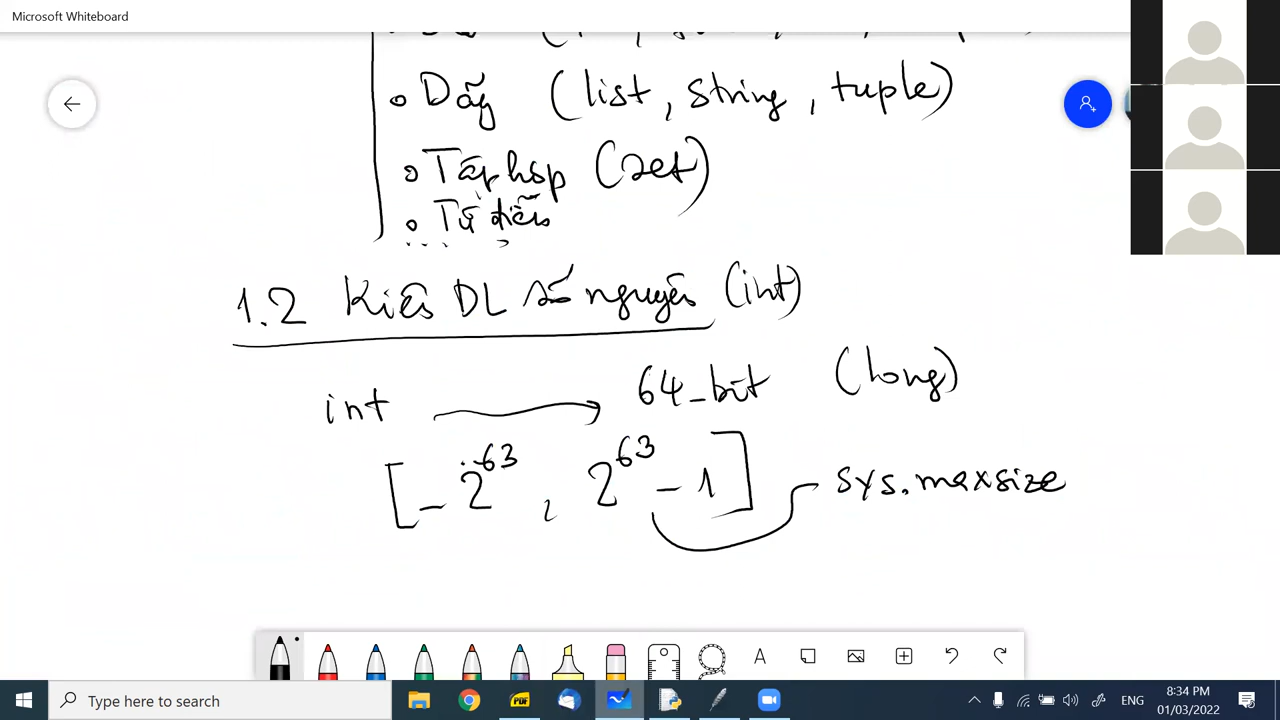 Microsoft Whiteboard
• Dãy (list, string, tuple)
• Tập hợp (set)
• Từ điển
1.2 Kiểu DL số nguyên (int)
int → 64_bit (long)
[-2^63, 2^63 - 1] sys.maxsize
A
Type here to search
PDF
ENG
8:34 PM
01/03/2022